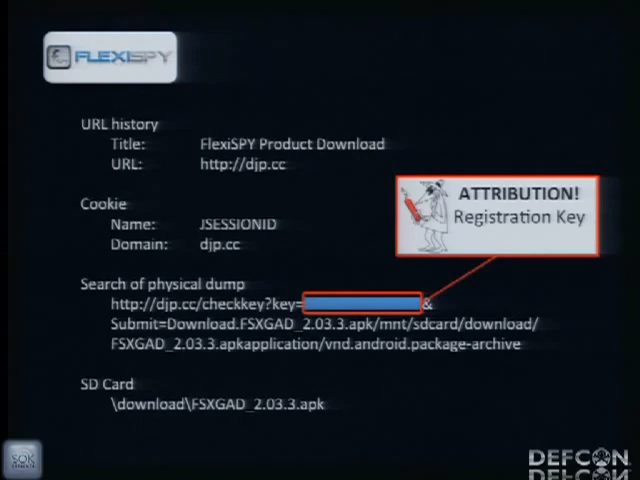 FLEXISPY
URL history
Title: FlexiSPY Product Download
URL: http://djp.cc
Cookie
Name: JSESSIONID
Domain: djp.cc
ATTRIBUTION!
Registration Key
Search of physical dump
http://djp.cc/checkkey?key= &
Submit=Download.FSXGAD_2.03.3.apk/mnt/sdcard/download/
FSXGAD_2.03.3.apkapplication/vnd.android.package-archive
SD Card
\download\FSXGAD_2.03.3.apk
SOK
DEFCON